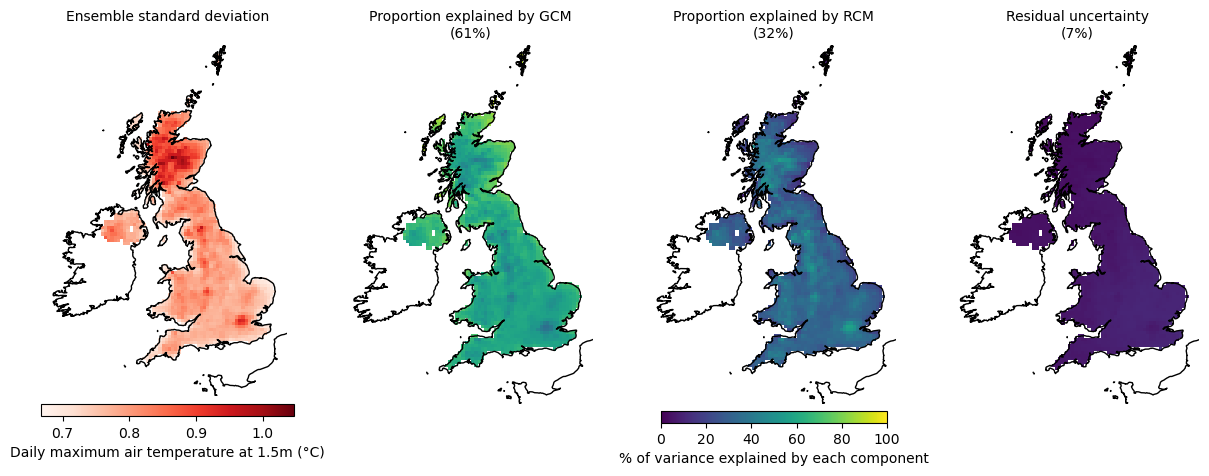 Ensemble standard deviation
Proportion explained by GCM
(61%)
Proportion explained by RCM
(32%)
Residual uncertainty
(7%)
0.7 0.8 0.9 1.0
Daily maximum air temperature at 1.5m (°C)
0 20 40 60 80 100
% of variance explained by each component